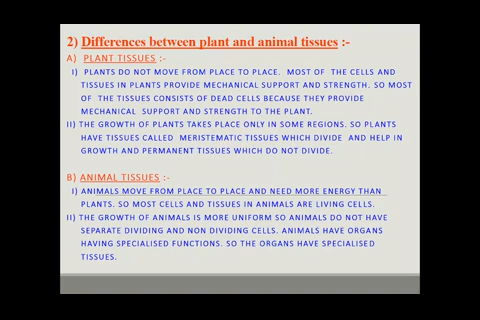 2) Differences between plant and animal tissues :-
A) PLANT TISSUES :-
I) PLANTS DO NOT MOVE FROM PLACE TO PLACE. MOST OF THE CELLS AND
TISSUES IN PLANTS PROVIDE MECHANICAL SUPPORT AND STRENGTH. SO MOST
OF THE TISSUES CONSISTS OF DEAD CELLS BECAUSE THEY PROVIDE
MECHANICAL SUPPORT AND STRENGTH TO THE PLANT.
II) THE GROWTH OF PLANTS TAKES PLACE ONLY IN SOME REGIONS. SO PLANTS
HAVE TISSUES CALLED MERISTEMATIC TISSUES WHICH DIVIDE AND HELP IN
GROWTH AND PERMANENT TISSUES WHICH DO NOT DIVIDE.
B) ANIMAL TISSUES :-
I) ANIMALS MOVE FROM PLACE TO PLACE AND NEED MORE ENERGY THAN
PLANTS. SO MOST CELLS AND TISSUES IN ANIMALS ARE LIVING CELLS.
II) THE GROWTH OF ANIMALS IS MORE UNIFORM SO ANIMALS DO NOT HAVE
SEPARATE DIVIDING AND NON DIVIDING CELLS. ANIMALS HAVE ORGANS
HAVING SPECIALISED FUNCTIONS. SO THE ORGANS HAVE SPECIALISED
TISSUES.